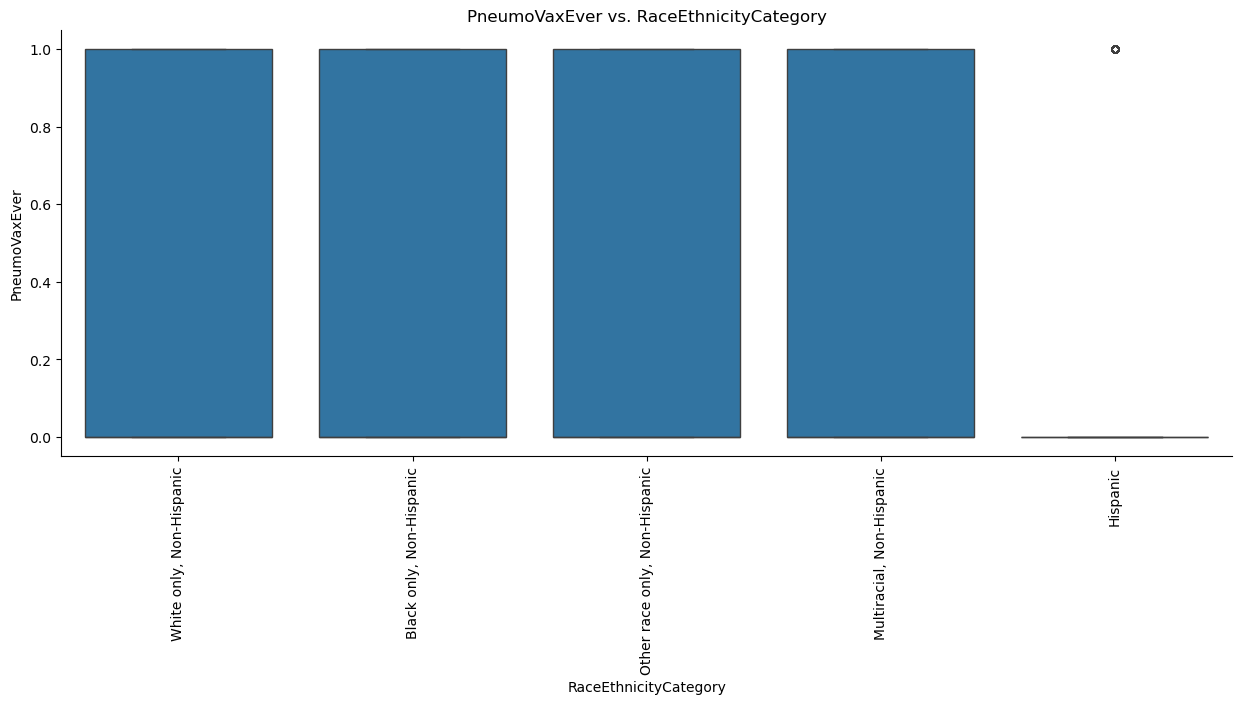 PneumoVaxEver vs. RaceEthnicityCategory
PneumoVaxEver
1.0
0.8
0.6
0.4
0.2
0.0
White only, Non-Hispanic
Black only, Non-Hispanic
Other race only, Non-Hispanic
Multiracial, Non-Hispanic
Hispanic
RaceEthnicityCategory